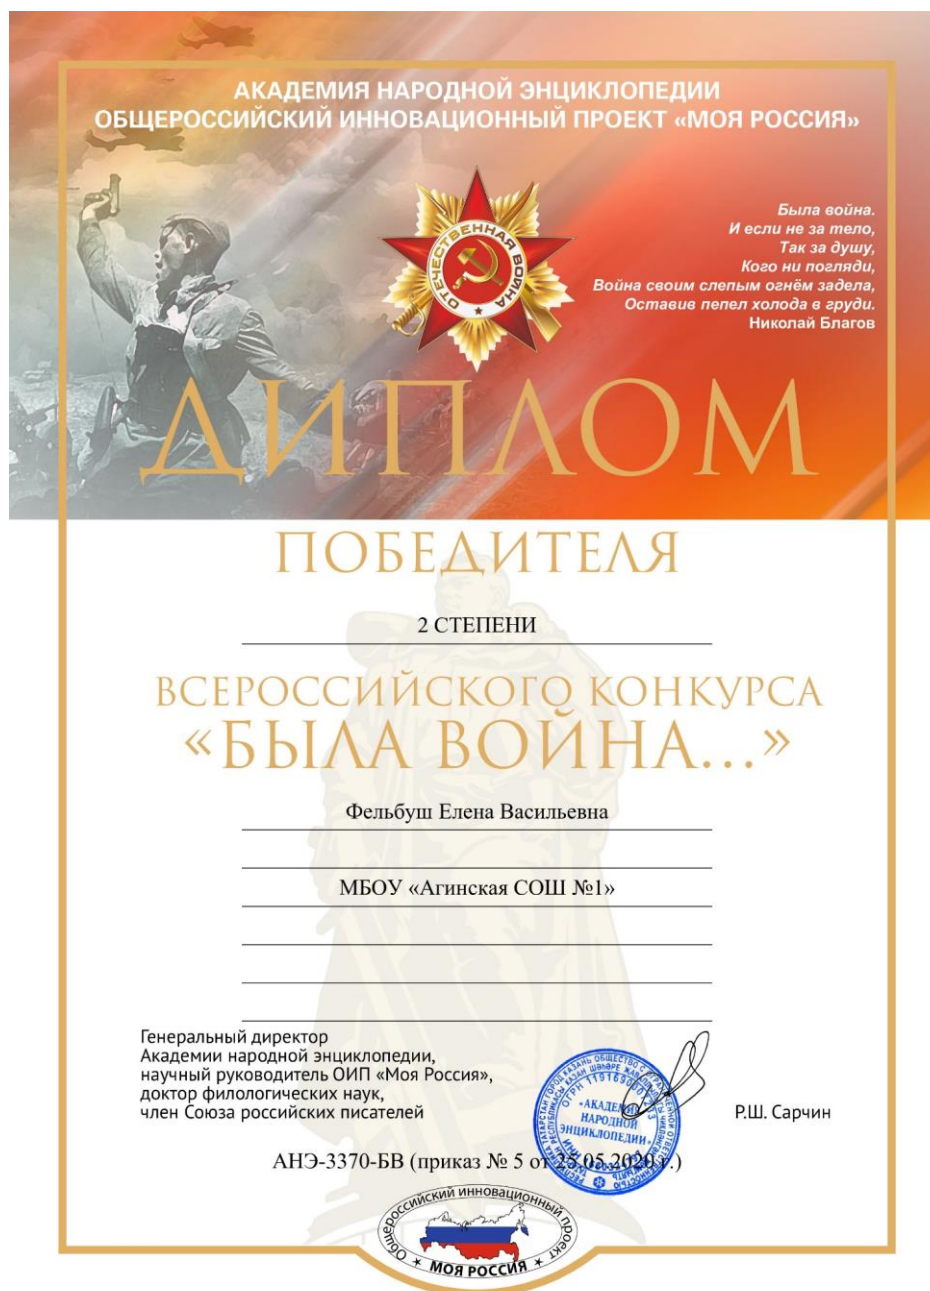 АКАДЕМИЯ НАРОДНОЙ ЭНЦИКЛОПЕДИИ
ОБЩЕРОССИЙСКИЙ ИННОВАЦИОННЫЙ ПРОЕКТ «МОЯ РОССИЯ»
ОТЕЧЕСТВЕННАЯ ВОЙНА
Была война.
И если не за тело,
Так за душу,
Кого ни погляди,
Война своим слепым огнём задела,
Оставив пепел холода в груди.
Николай Благов
ДИПЛОМ
ПОБЕДИТЕЛЯ
2 СТЕПЕНИ
ВСЕРОССИЙСКОГО КОНКУРСА
«БЫЛА ВОЙНА...»
Фельбуш Елена Васильевна
МБОУ «Агинская СОШ №1»
Генеральный директор
Академии народной энциклопедии,
научный руководитель ОИП «Моя Россия»,
доктор филологических наук,
член Союза российских писателей
Р.Ш. Сарчин
«АКАДЕМИЯ
НАРОДНОЙ
ЭНЦИКЛОПЕДИИ»
АНЭ-3370-БВ (приказ № 5 от 25.05.2020 г.)
Общероссийский инновационный проект
МОЯ РОССИЯ